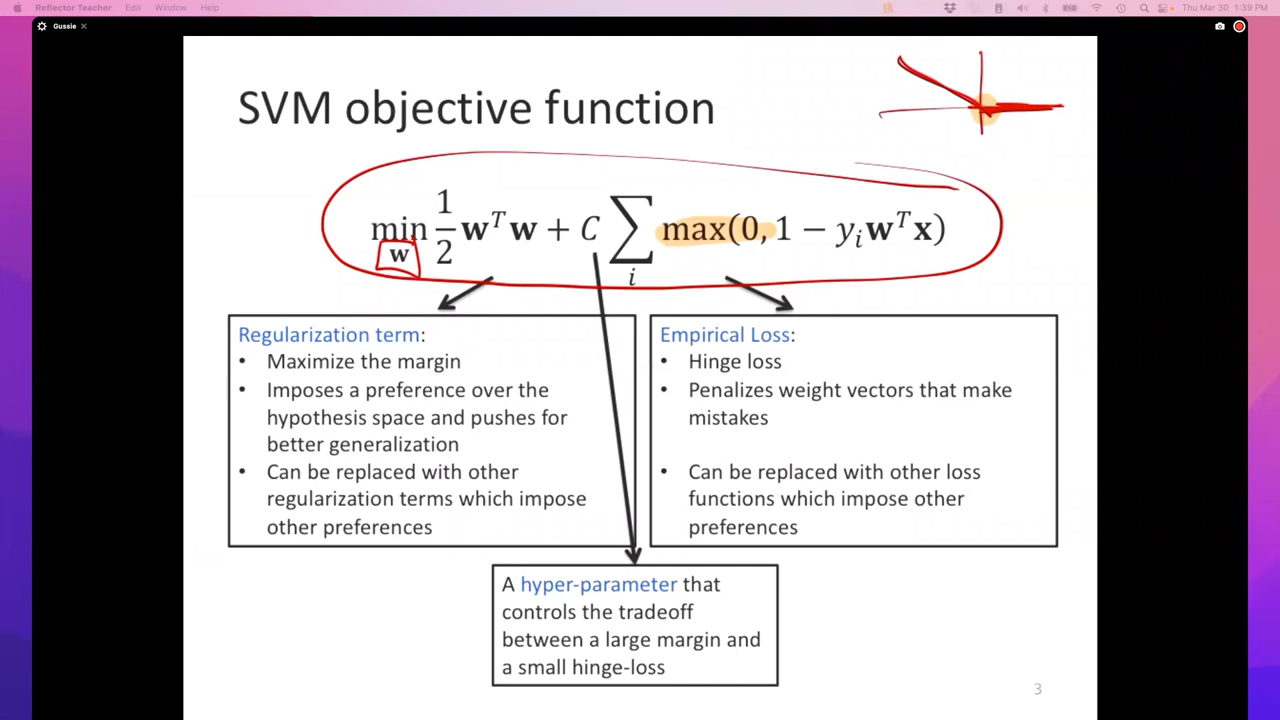 Reflector Teacher Edit Window Help Thu Mar 30 1:39 PM
Gussie
SVM objective function
min_w 1/2 w^T w + C ∑_i max(0, 1 − y_i w^T x)
Regularization term:
• Maximize the margin
• Imposes a preference over the
hypothesis space and pushes for
better generalization
• Can be replaced with other
regularization terms which impose
other preferences
Empirical Loss:
• Hinge loss
• Penalizes weight vectors that make
mistakes
• Can be replaced with other loss
functions which impose other
preferences
A hyper-parameter that
controls the tradeoff
between a large margin and
a small hinge-loss
3